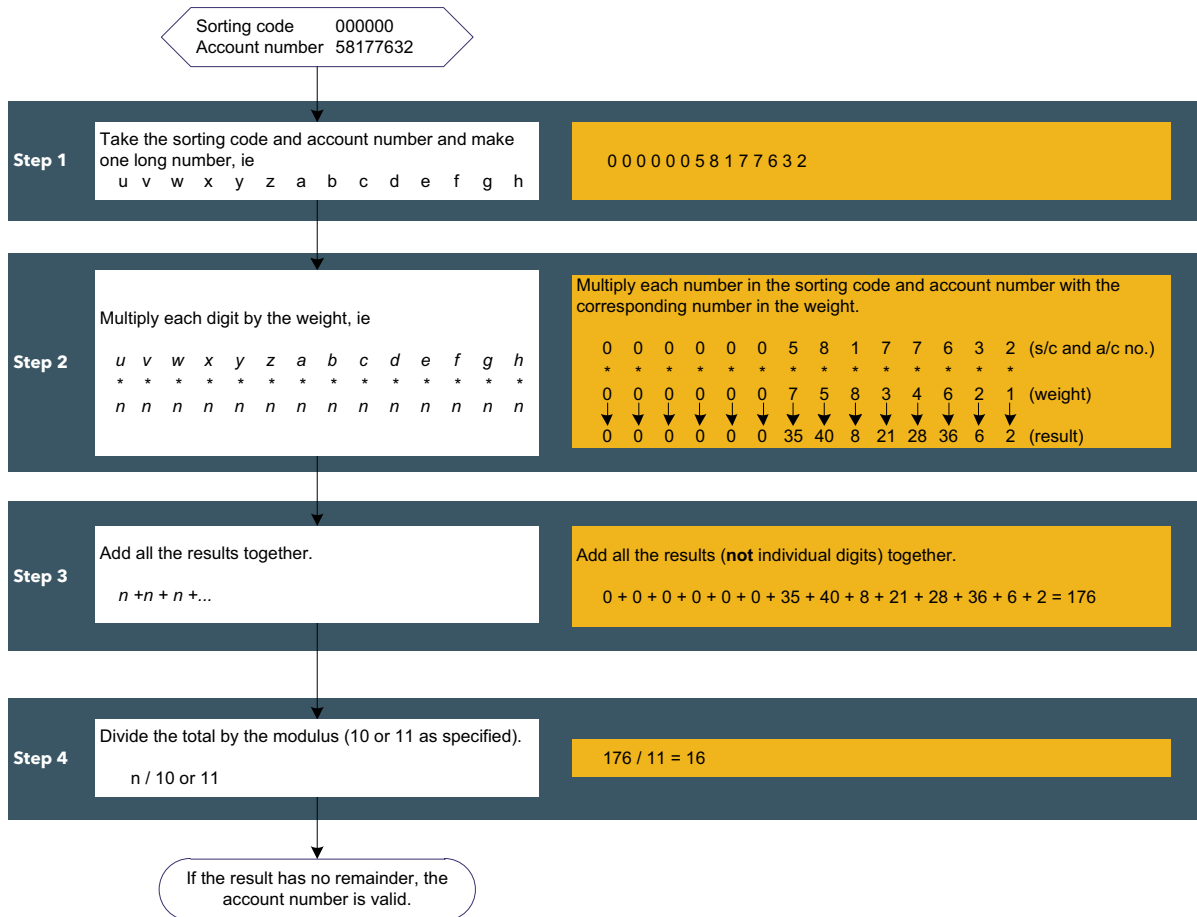 Sorting code 000000
Account number 58177632
Step 1
Take the sorting code and account number and make
one long number, ie
u v w x y z a b c d e f g h
0 0 0 0 0 0 5 8 1 7 7 6 3 2
Step 2
Multiply each digit by the weight, ie
u v w x y z a b c d e f g h
* * * * * * * * * * * * * *
n n n n n n n n n n n n n n
Multiply each number in the sorting code and account number with the
corresponding number in the weight.
0 0 0 0 0 0 5 8 1 7 7 6 3 2 (s/c and a/c no.)
* * * * * * * * * * * * * *
0 0 0 0 0 0 7 5 8 3 4 6 2 1 (weight)
0 0 0 0 0 0 35 40 8 21 28 36 6 2 (result)
Step 3
Add all the results together.
n +n + n +...
Add all the results (not individual digits) together.
0 + 0 + 0 + 0 + 0 + 0 + 35 + 40 + 8 + 21 + 28 + 36 + 6 + 2 = 176
Step 4
Divide the total by the modulus (10 or 11 as specified).
n / 10 or 11
176 / 11 = 16
If the result has no remainder, the
account number is valid.